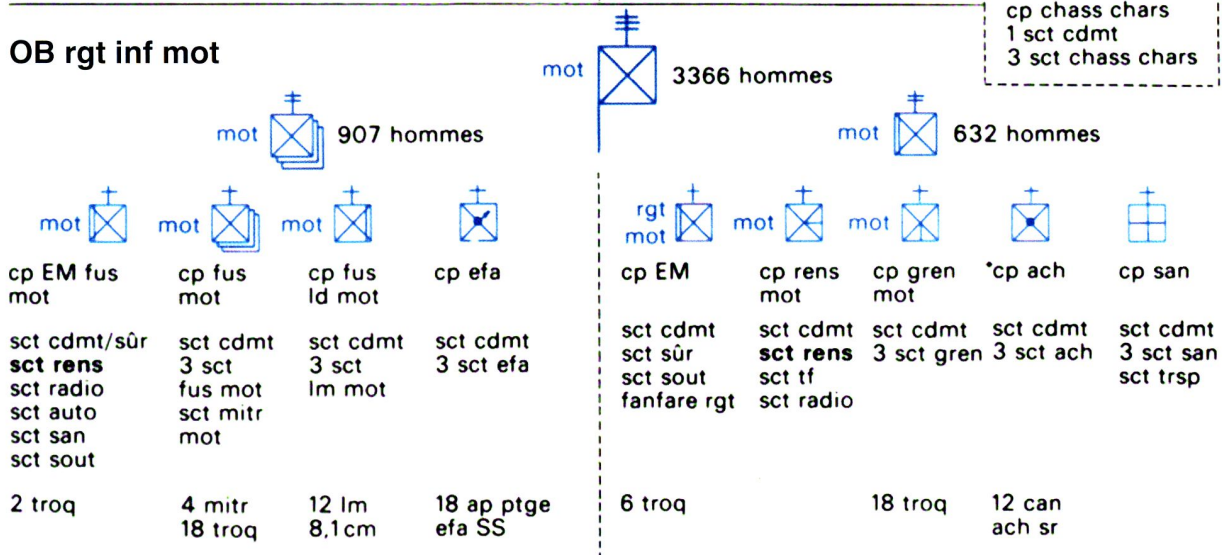 cp chass chars
1 sct cdmt
3 sct chass chars
OB rgt inf mot
mot 3366 hommes
mot 907 hommes
mot 632 hommes
mot
cp EM fus
mot
sct cdmt/sûr
sct rens
sct radio
sct auto
sct san
sct sout
2 troq
mot
cp fus
mot
sct cdmt
3 sct
fus mot
sct mitr
mot
4 mitr
18 troq
mot
cp fus
ld mot
sct cdmt
3 sct
lm mot
12 lm
8,1 cm
cp efa
sct cdmt
3 sct efa
18 ap ptge
efa SS
rgt
mot
cp EM
sct cdmt
sct sûr
sct sout
fanfare rgt
6 troq
mot
cp rens
mot
sct cdmt
sct rens
sct tf
sct radio
mot
cp gren
mot
sct cdmt
3 sct gren
18 troq
cp ach
sct cdmt
3 sct ach
12 can
ach sr
cp san
sct cdmt
3 sct san
sct trsp